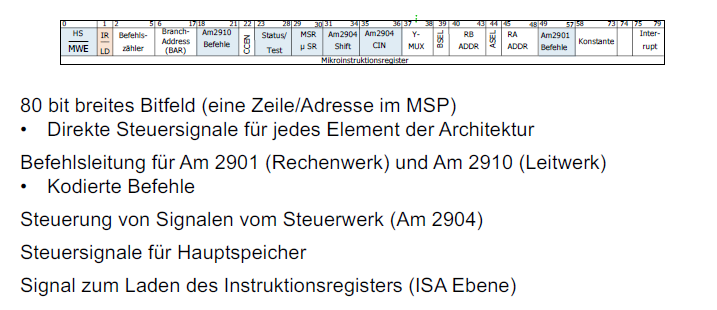 0 1 2 5 6 17 18 21 22 23 28 29 30 31 34 35 36 37 38 39 40 43 44 45 48 49 57 58 73 74 75 79
HS MWE IR LD Befehls- zähler Branch- Address (BAR) Am2910 Befehle CCEN Status/ Test MSR µ SR Am2904 Shift Am2904 CIN Y- MUX BSEL RB ADDR ASEL RA ADDR Am2901 Befehle Konstante Inter- rupt
Mikroinstruktionsregister
80 bit breites Bitfeld (eine Zeile/Adresse im MSP)
• Direkte Steuersignale für jedes Element der Architektur
Befehlsleitung für Am 2901 (Rechenwerk) und Am 2910 (Leitwerk)
• Kodierte Befehle
Steuerung von Signalen vom Steuerwerk (Am 2904)
Steuersignale für Hauptspeicher
Signal zum Laden des Instruktionsregisters (ISA Ebene)